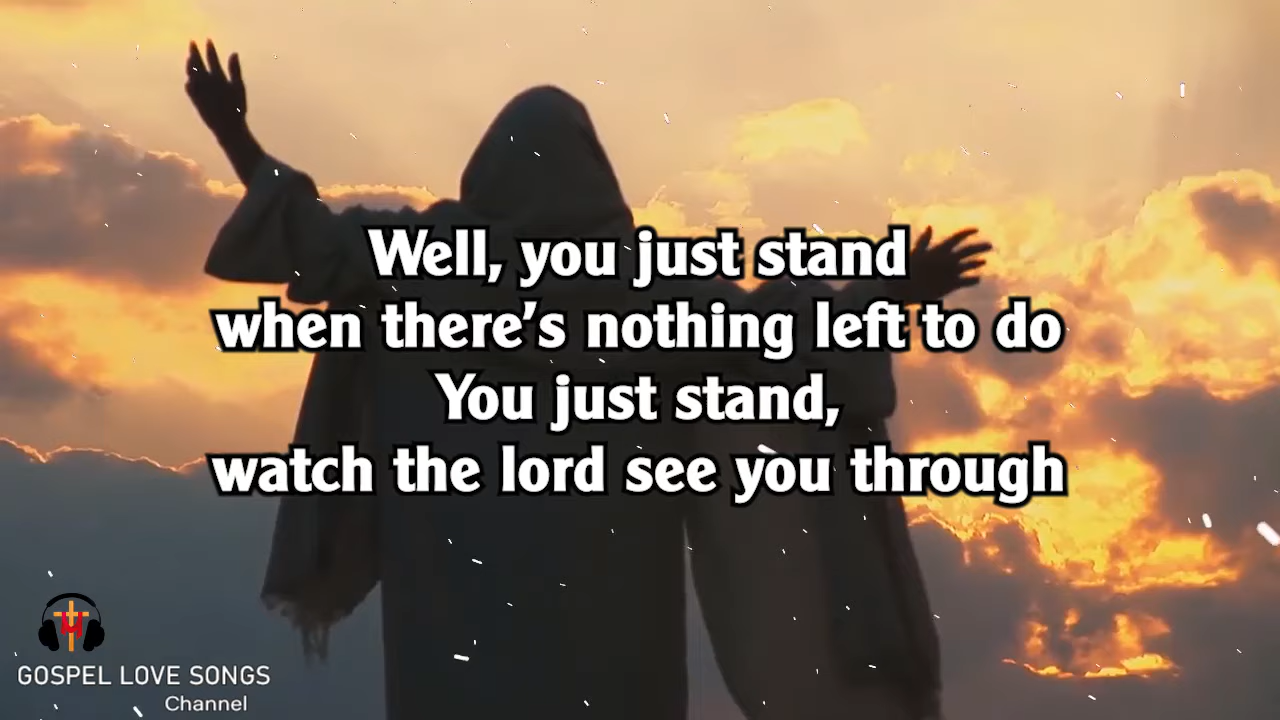 Well, you just stand
when there's nothing left to do
You just stand,
watch the lord see you through
GOSPEL LOVE SONGS
Channel